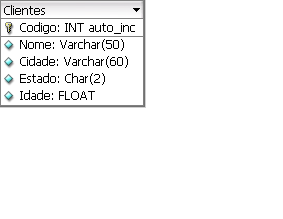 Clientes
Codigo: INT auto_inc
Nome: Varchar(50)
Cidade: Varchar(60)
Estado: Char(2)
Idade: FLOAT